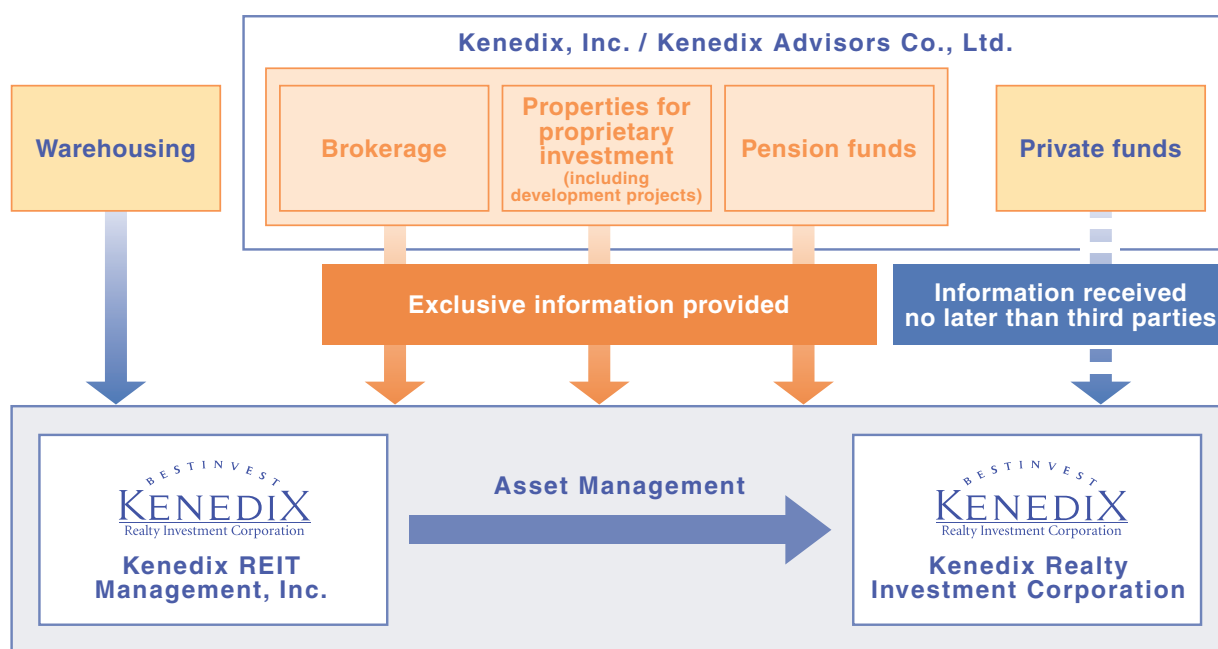 Kenedix, Inc. / Kenedix Advisors Co., Ltd.
Warehousing
Brokerage
Properties for
proprietary
investment
(including
development projects)
Pension funds
Private funds
Exclusive information provided
Information received
no later than third parties
BESTINVEST
KENEDIX
Realty Investment Corporation
Kenedix REIT
Management, Inc.
Asset Management
BESTINVEST
KENEDIX
Realty Investment Corporation
Kenedix Realty
Investment Corporation